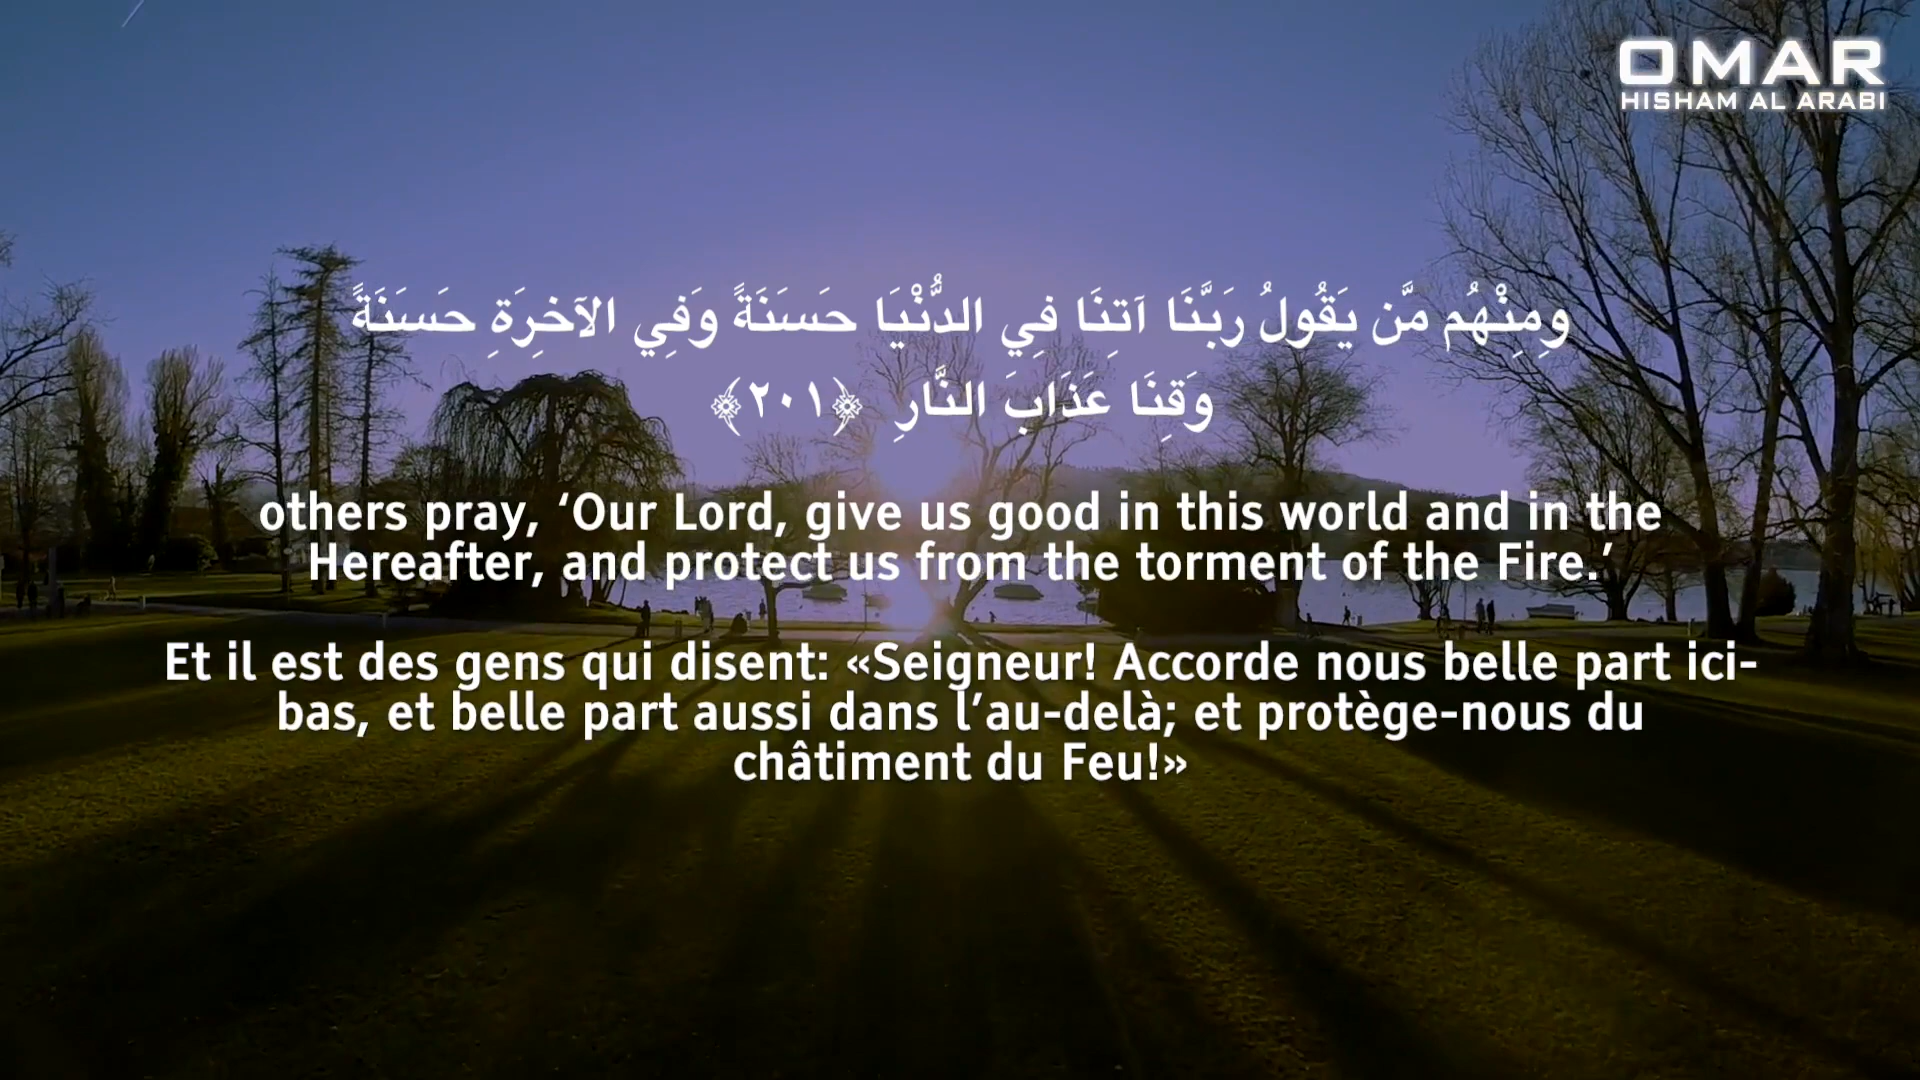 OMAR
HISHAM AL ARABI
وَمِنْهُم مَّن يَقُولُ رَبَّنَا آتِنَا فِي الدُّنْيَا حَسَنَةً وَفِي الآخِرَةِ حَسَنَةً
وَقِنَا عَذَابَ النَّارِ ﴿٢٠١﴾
others pray, ‘Our Lord, give us good in this world and in the
Hereafter, and protect us from the torment of the Fire.’
Et il est des gens qui disent: «Seigneur! Accorde nous belle part ici-
bas, et belle part aussi dans l’au-delà; et protège-nous du
châtiment du Feu!»